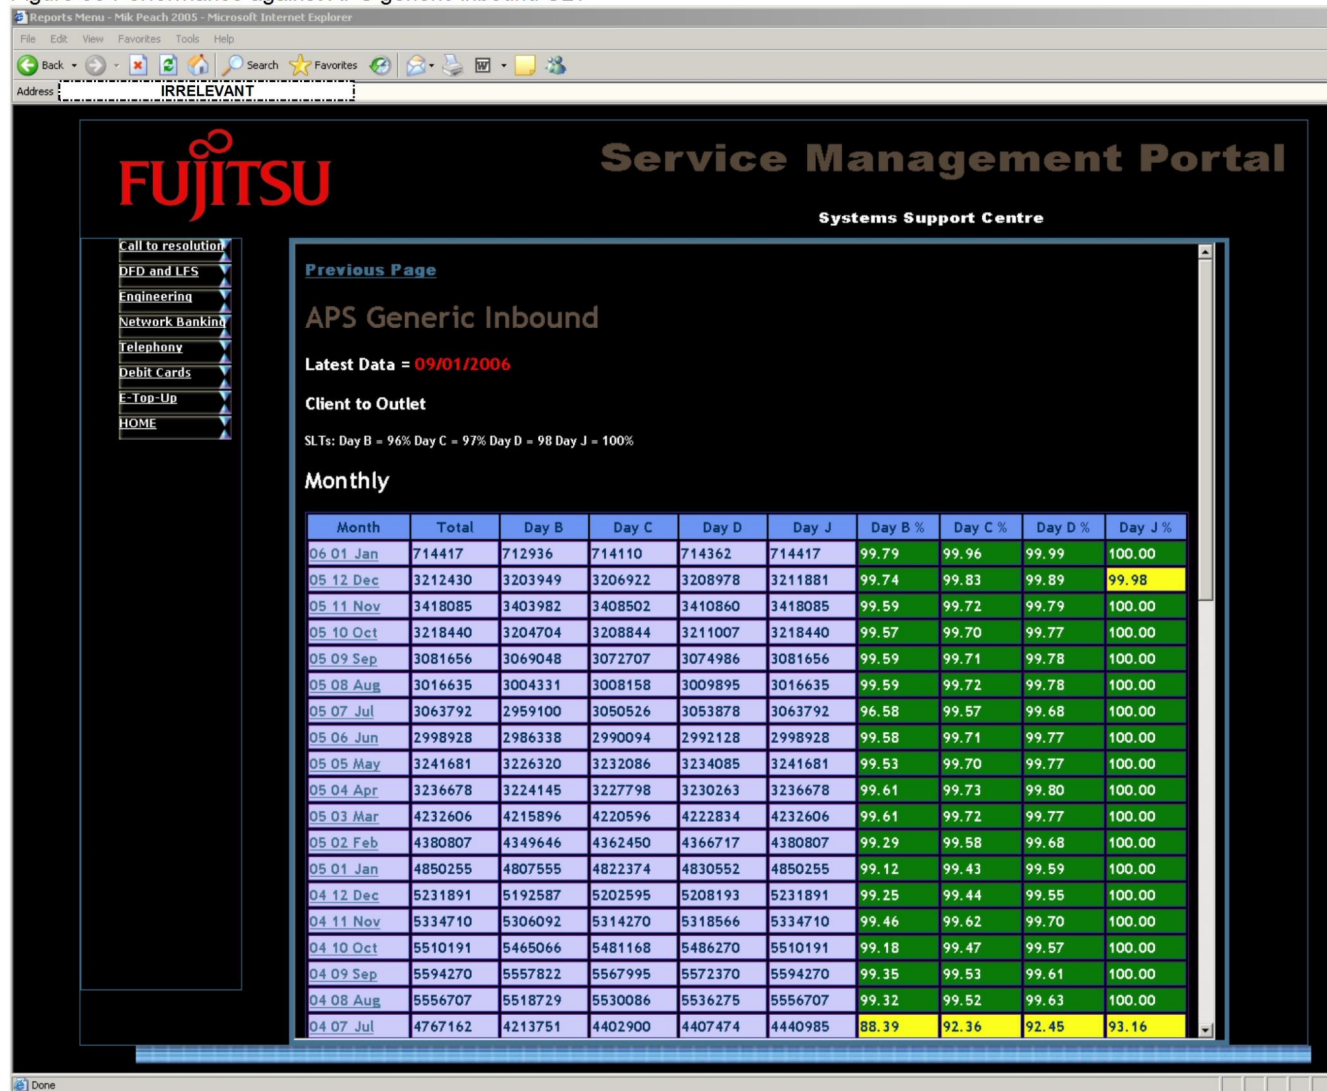 Reports Menu - Mik Peach 2005 - Microsoft Internet Explorer
File Edit View Favorites Tools Help
Back Search Favorites
Address IRRELEVANT
FUJITSU
Service Management Portal
Systems Support Centre
Call to resolution
DFD and LFS
Engineering
Network Banking
Telephony
Debit Cards
E-Top-Up
HOME
Previous Page
APS Generic Inbound
Latest Data = 09/01/2006
Client to Outlet
SLTs: Day B = 96% Day C = 97% Day D = 98 Day J = 100%
Monthly
Month Total Day B Day C Day D Day J Day B % Day C % Day D % Day J %
06 01 Jan 714417 712936 714110 714362 714417 99.79 99.96 99.99 100.00
05 12 Dec 3212430 3203949 3206922 3208978 3211881 99.74 99.83 99.89 99.98
05 11 Nov 3418085 3403982 3408502 3410860 3418085 99.59 99.72 99.79 100.00
05 10 Oct 3218440 3204704 3208844 3211007 3218440 99.57 99.70 99.77 100.00
05 09 Sep 3081656 3069048 3072707 3074986 3081656 99.59 99.71 99.78 100.00
05 08 Aug 3016635 3004331 3008158 3009895 3016635 99.59 99.72 99.78 100.00
05 07 Jul 3063792 2959100 3050526 3053878 3063792 96.58 99.57 99.68 100.00
05 06 Jun 2998928 2986338 2990094 2992128 2998928 99.58 99.71 99.77 100.00
05 05 May 3241681 3226320 3232086 3234085 3241681 99.53 99.70 99.77 100.00
05 04 Apr 3236678 3224145 3227798 3230263 3236678 99.61 99.73 99.80 100.00
05 03 Mar 4232606 4215896 4220596 4222834 4232606 99.61 99.72 99.77 100.00
05 02 Feb 4380807 4349646 4362450 4366717 4380807 99.29 99.58 99.68 100.00
05 01 Jan 4850255 4807555 4822374 4830552 4850255 99.12 99.43 99.59 100.00
04 12 Dec 5231891 5192587 5202595 5208193 5231891 99.25 99.44 99.55 100.00
04 11 Nov 5334710 5306092 5314270 5318566 5334710 99.46 99.62 99.70 100.00
04 10 Oct 5510191 5465066 5481168 5486270 5510191 99.18 99.47 99.57 100.00
04 09 Sep 5594270 5557822 5567995 5572370 5594270 99.35 99.53 99.61 100.00
04 08 Aug 5556707 5518729 5530086 5536275 5556707 99.32 99.52 99.63 100.00
04 07 Jul 4767162 4213751 4402900 4407474 4440985 88.39 92.36 92.45 93.16
Done